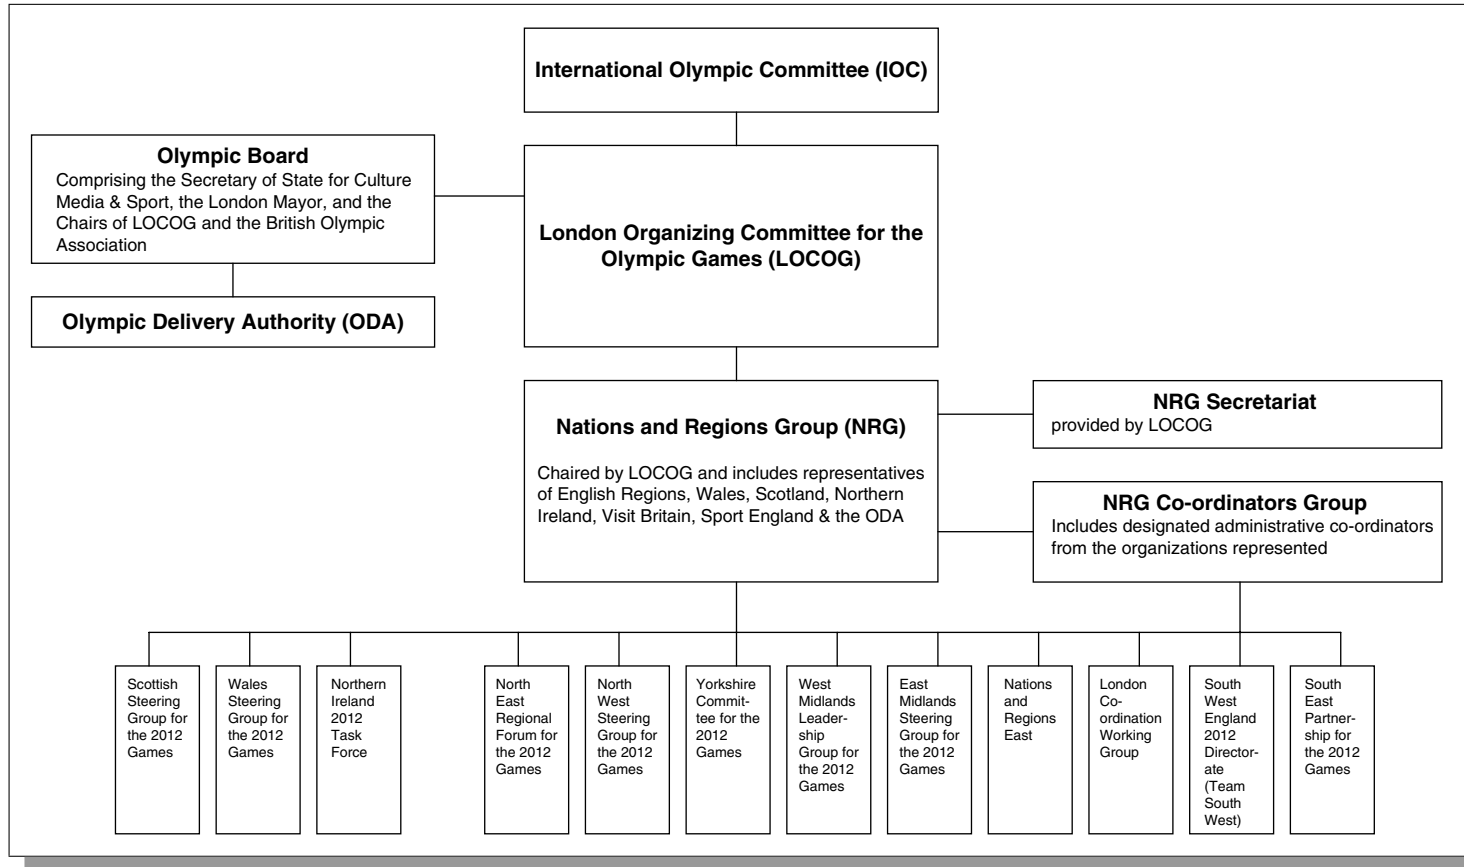 International Olympic Committee (IOC)
Olympic Board
Comprising the Secretary of State for Culture
Media & Sport, the London Mayor, and the
Chairs of LOCOG and the British Olympic
Association
London Organizing Committee for the
Olympic Games (LOCOG)
Olympic Delivery Authority (ODA)
Nations and Regions Group (NRG)
Chaired by LOCOG and includes representatives
of English Regions, Wales, Scotland, Northern
Ireland, Visit Britain, Sport England & the ODA
NRG Secretariat
provided by LOCOG
NRG Co-ordinators Group
Includes designated administrative co-ordinators
from the organizations represented
Scottish
Steering
Group for
the 2012
Games
Wales
Steering
Group for
the 2012
Games
Northern
Ireland
2012
Task
Force
North
East
Regional
Forum for
the 2012
Games
North
West
Steering
Group for
the 2012
Games
Yorkshire
Commit-
tee for the
2012
Games
West
Midlands
Leader-
ship
Group for
the 2012
Games
East
Midlands
Steering
Group for
the 2012
Games
Nations
and
Regions
East
London
Co-
ordination
Working
Group
South
West
England
2012
Director-
ate
(Team
South
West)
South
East
Partner-
ship for
the 2012
Games